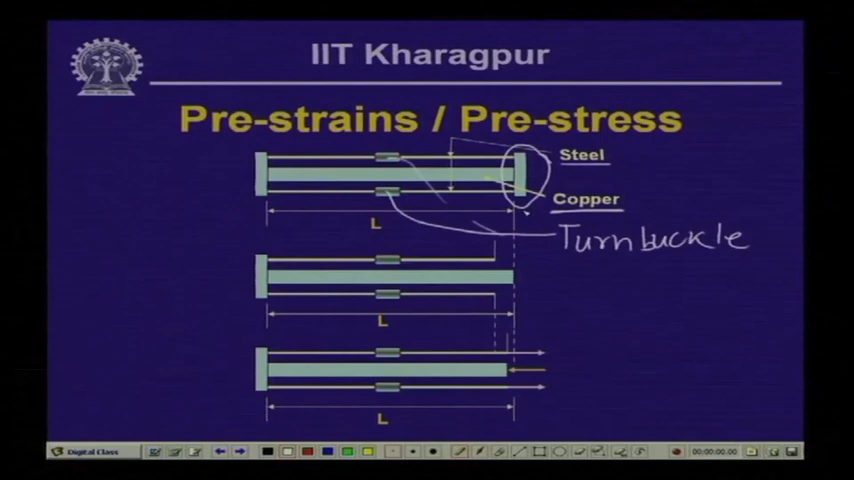 IIT Kharagpur
Pre-strains / Pre-stress
Steel
Copper
L
Turnbuckle
L
L
Digital Class
00:00:00.00